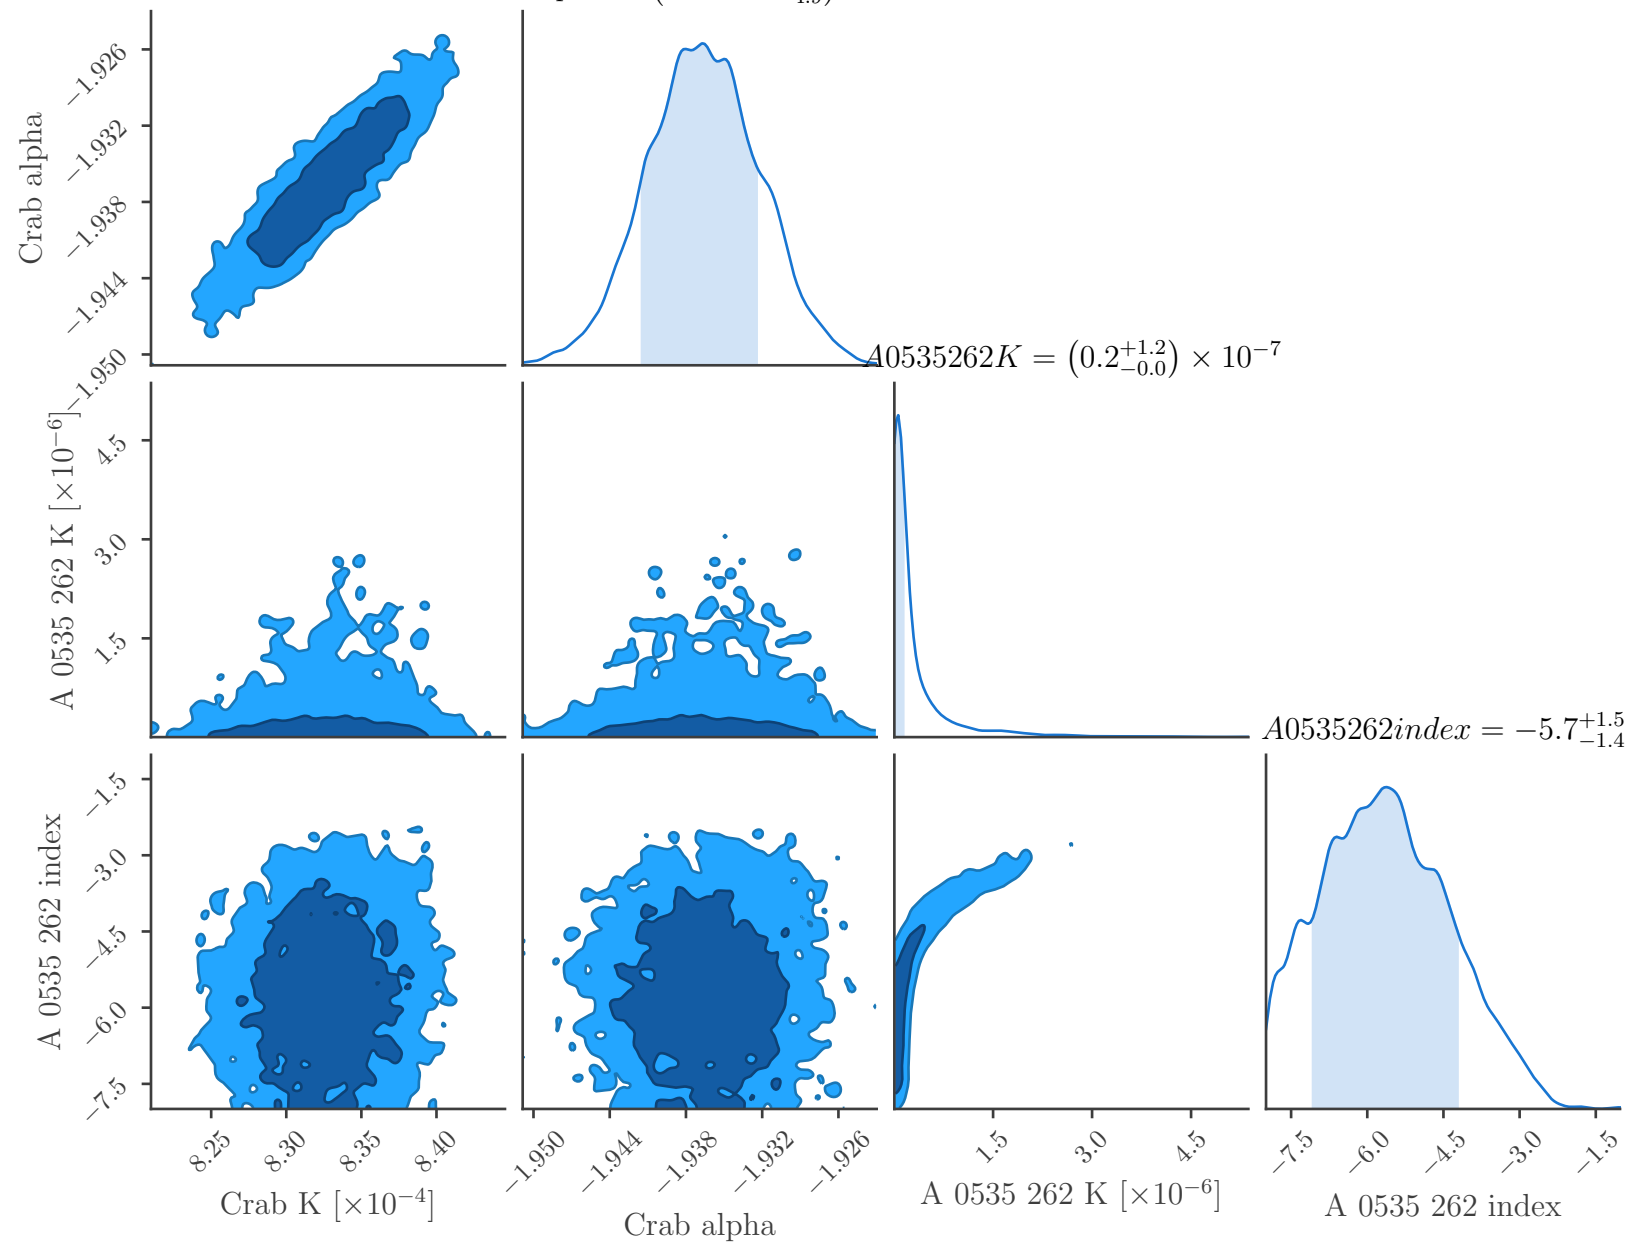 Crab alpha
−1.926
−1.932
−1.938
−1.944
−1.950
A0535262K = (0.2^{+1.2}_{−0.0}) × 10^{−7}
A 0535 262 K [×10^{−6}]
4.5
3.0
1.5
A0535262index = −5.7^{+1.5}_{−1.4}
A 0535 262 index
−1.5
−3.0
−4.5
−6.0
−7.5
8.25 8.30 8.35 8.40
−1.950 −1.944 −1.938 −1.932 −1.926
1.5 3.0 4.5
−7.5 −6.0 −4.5 −3.0 −1.5
Crab K [×10^{−4}]
Crab alpha
A 0535 262 K [×10^{−6}]
A 0535 262 index